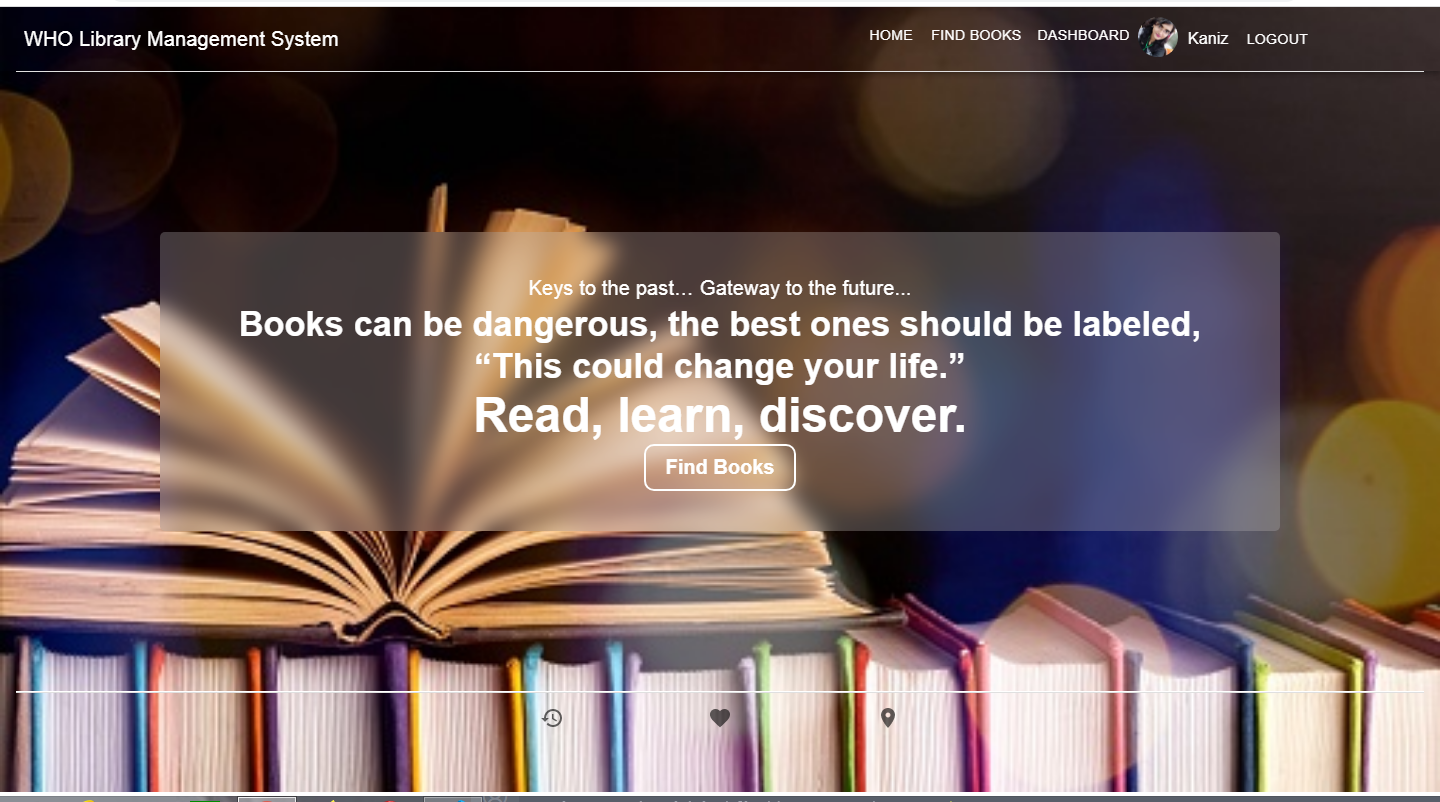 WHO Library Management System
HOME FIND BOOKS DASHBOARD Kaniz LOGOUT
Keys to the past… Gateway to the future...
Books can be dangerous, the best ones should be labeled,
“This could change your life.”
Read, learn, discover.
Find Books